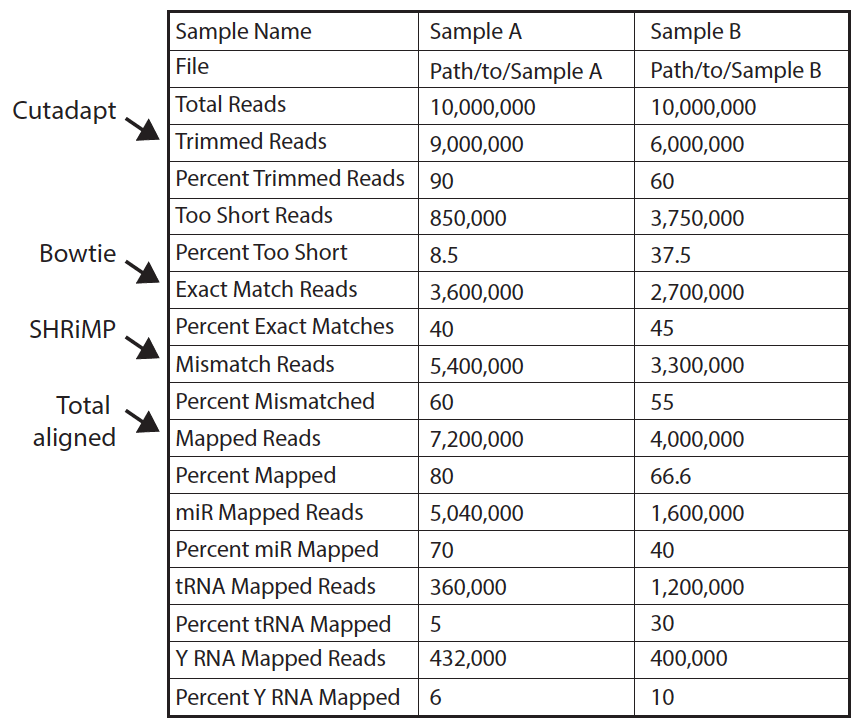 Sample Name Sample A Sample B
File Path/to/Sample A Path/to/Sample B
Cutadapt
Total Reads 10,000,000 10,000,000
Trimmed Reads 9,000,000 6,000,000
Percent Trimmed Reads 90 60
Too Short Reads 850,000 3,750,000
Bowtie
Percent Too Short 8.5 37.5
Exact Match Reads 3,600,000 2,700,000
SHRiMP
Percent Exact Matches 40 45
Mismatch Reads 5,400,000 3,300,000
Total
aligned
Percent Mismatched 60 55
Mapped Reads 7,200,000 4,000,000
Percent Mapped 80 66.6
miR Mapped Reads 5,040,000 1,600,000
Percent miR Mapped 70 40
tRNA Mapped Reads 360,000 1,200,000
Percent tRNA Mapped 5 30
Y RNA Mapped Reads 432,000 400,000
Percent Y RNA Mapped 6 10